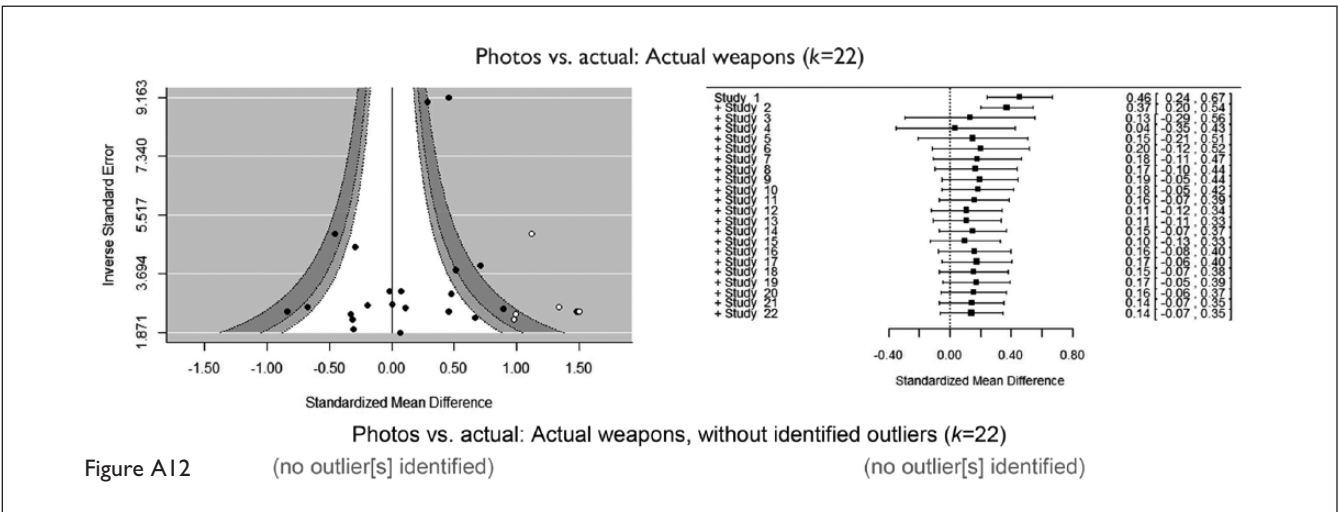 Photos vs. actual: Actual weapons (k=22)
Inverse Standard Error
9.163
7.340
5.517
3.694
1.871
-1.50 -1.00 -0.50 0.00 0.50 1.00 1.50
Standardized Mean Difference
Study 1 0.46 [ 0.24 , 0.67 ]
+ Study 2 0.37 [ 0.20 , 0.54 ]
+ Study 3 0.13 [ -0.29 , 0.56 ]
+ Study 4 0.04 [ -0.35 , 0.43 ]
+ Study 5 0.15 [ -0.21 , 0.51 ]
+ Study 6 0.20 [ -0.12 , 0.52 ]
+ Study 7 0.18 [ -0.11 , 0.47 ]
+ Study 8 0.17 [ -0.10 , 0.44 ]
+ Study 9 0.19 [ -0.05 , 0.44 ]
+ Study 10 0.18 [ -0.05 , 0.42 ]
+ Study 11 0.16 [ -0.07 , 0.39 ]
+ Study 12 0.11 [ -0.12 , 0.34 ]
+ Study 13 0.11 [ -0.11 , 0.33 ]
+ Study 14 0.15 [ -0.07 , 0.37 ]
+ Study 15 0.10 [ -0.13 , 0.33 ]
+ Study 16 0.16 [ -0.08 , 0.40 ]
+ Study 17 0.17 [ -0.06 , 0.40 ]
+ Study 18 0.15 [ -0.07 , 0.38 ]
+ Study 19 0.17 [ -0.05 , 0.39 ]
+ Study 20 0.16 [ -0.06 , 0.37 ]
+ Study 21 0.14 [ -0.07 , 0.35 ]
+ Study 22 0.14 [ -0.07 , 0.35 ]
-0.40 0.00 0.40 0.80
Standardized Mean Difference
Photos vs. actual: Actual weapons, without identified outliers (k=22)
Figure A12 (no outlier[s] identified) (no outlier[s] identified)